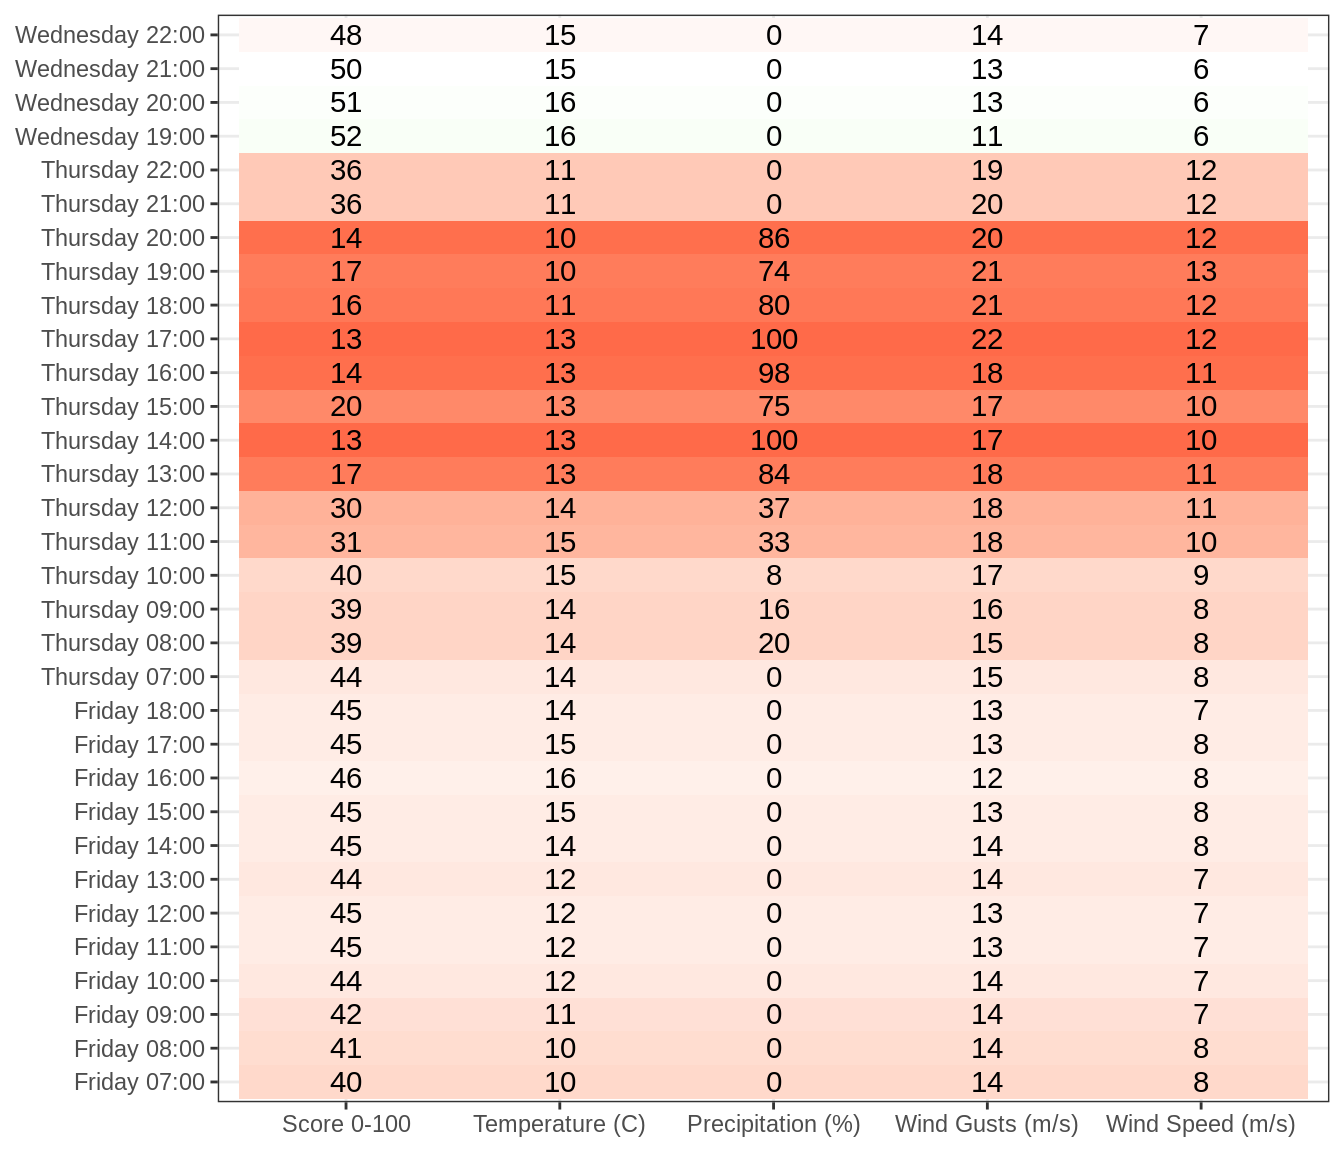 Wednesday 22:00 48 15 0 14 7
Wednesday 21:00 50 15 0 13 6
Wednesday 20:00 51 16 0 13 6
Wednesday 19:00 52 16 0 11 6
Thursday 22:00 36 11 0 19 12
Thursday 21:00 36 11 0 20 12
Thursday 20:00 14 10 86 20 12
Thursday 19:00 17 10 74 21 13
Thursday 18:00 16 11 80 21 12
Thursday 17:00 13 13 100 22 12
Thursday 16:00 14 13 98 18 11
Thursday 15:00 20 13 75 17 10
Thursday 14:00 13 13 100 17 10
Thursday 13:00 17 13 84 18 11
Thursday 12:00 30 14 37 18 11
Thursday 11:00 31 15 33 18 10
Thursday 10:00 40 15 8 17 9
Thursday 09:00 39 14 16 16 8
Thursday 08:00 39 14 20 15 8
Thursday 07:00 44 14 0 15 8
Friday 18:00 45 14 0 13 7
Friday 17:00 45 15 0 13 8
Friday 16:00 46 16 0 12 8
Friday 15:00 45 15 0 13 8
Friday 14:00 45 14 0 14 8
Friday 13:00 44 12 0 14 7
Friday 12:00 45 12 0 13 7
Friday 11:00 45 12 0 13 7
Friday 10:00 44 12 0 14 7
Friday 09:00 42 11 0 14 7
Friday 08:00 41 10 0 14 8
Friday 07:00 40 10 0 14 8
Score 0-100 Temperature (C) Precipitation (%) Wind Gusts (m/s) Wind Speed (m/s)